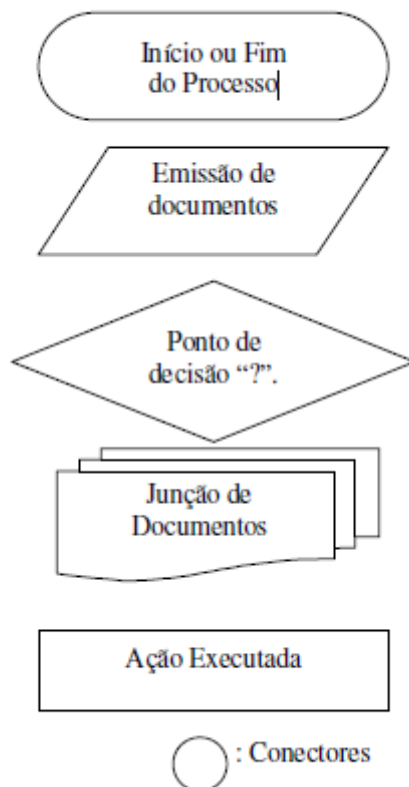 Início ou Fim
do Processo
Emissão de
documentos
Ponto de
decisão “?”.
Junção de
Documentos
Ação Executada
: Conectores